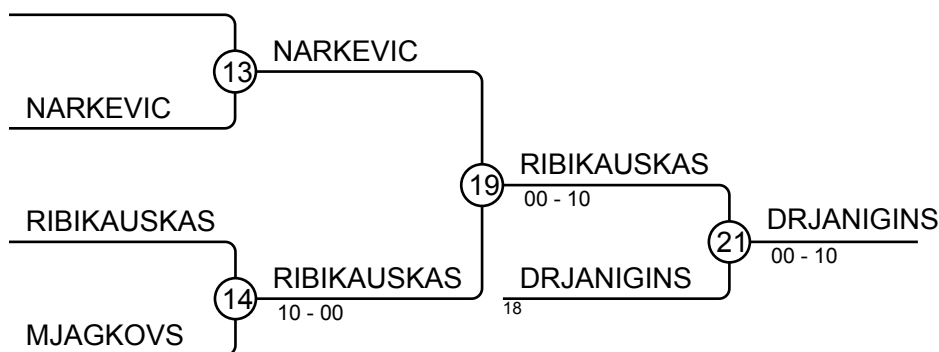 NARKEVIC
13
NARKEVIC
RIBIKAUSKAS
19
00 - 10
RIBIKAUSKAS
DRJANIGINS
21
00 - 10
RIBIKAUSKAS
14
10 - 00
DRJANIGINS
18
MJAGKOVS